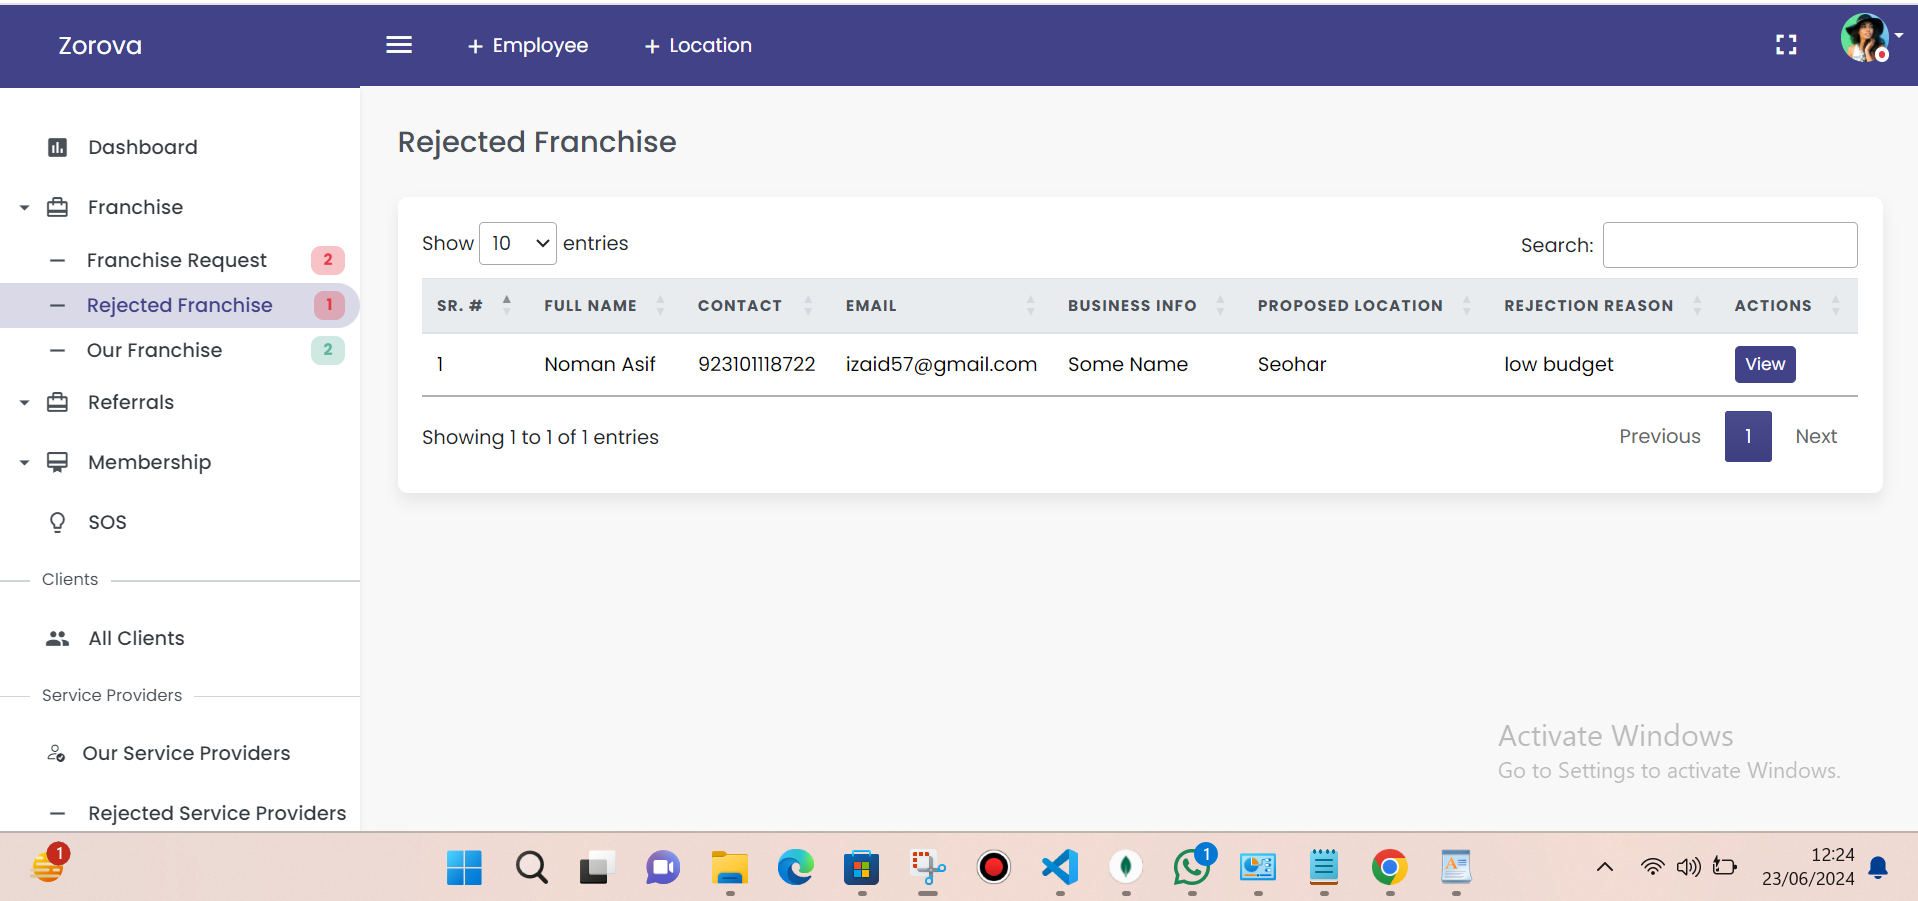 Zorova
+ Employee + Location
Dashboard
Franchise
Franchise Request 2
Rejected Franchise 1
Our Franchise 2
Referrals
Membership
SOS
Clients
All Clients
Service Providers
Our Service Providers
Rejected Service Providers
Rejected Franchise
Show 10 entries
Search:
SR. # FULL NAME CONTACT EMAIL BUSINESS INFO PROPOSED LOCATION REJECTION REASON ACTIONS
1 Noman Asif 923101118722 izaid57@gmail.com Some Name Seohar low budget View
Showing 1 to 1 of 1 entries
Previous 1 Next
Activate Windows
Go to Settings to activate Windows.
1
1
12:24
23/06/2024